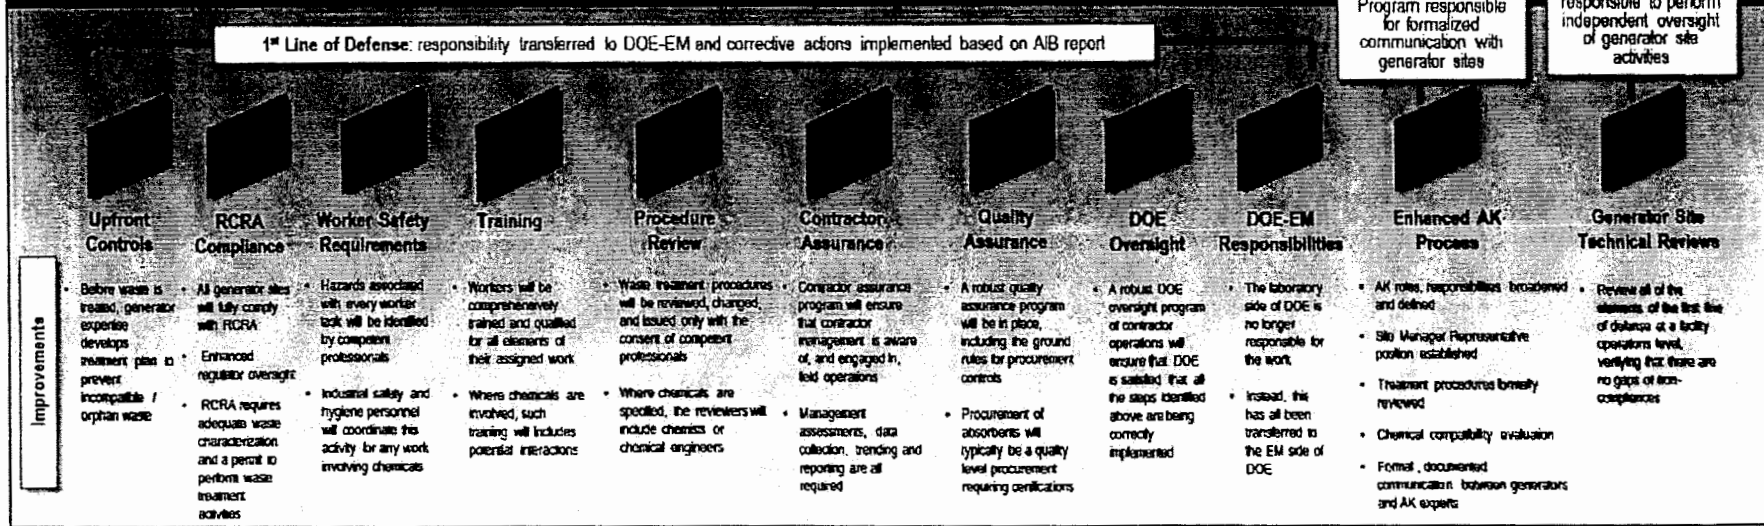 Program responsible
for formalized
communication with
generator sites
responsible to perform
independent oversight
of generator site
activities
1st Line of Defense: responsibility transferred to DOE-EM and corrective actions implemented based on AIB report
Upfront
Controls
RCRA
Compliance
Worker Safety
Requirements
Training
Procedure
Review
Contractor
Assurance
Quality
Assurance
DOE
Oversight
DOE-EM
Responsibilities
Enhanced AK
Process
Generator Site
Technical Reviews
Improvements
• Before waste is
treated, generator
expertise
develops
treatment plan to
prevent
incompatible /
orphan waste
• All generator sites
will fully comply
with RCRA
• Enhanced
regulator oversight
• RCRA requires
adequate waste
characterization
and a permit to
perform waste
treatment
activities
• Hazards associated
with every worker
task will be identified
by competent
professionals
• Industrial safety and
hygiene personnel
will coordinate this
activity for any work
involving chemicals
• Workers will be
comprehensively
trained and qualified
for all elements of
their assigned work
• Where chemicals are
involved, such
training will includes
potential interactions
• Waste treatment procedures
will be reviewed, changed,
and issued only with the
consent of competent
professionals
• Where chemicals are
specified, the reviewers will
include chemists or
chemical engineers
• Contractor assurance
program will ensure
that contractor
management is aware
of, and engaged in,
field operations
• Management
assessments, data
collection, trending and
reporting are all
required
• A robust quality
assurance program
will be in place,
including the ground
rules for procurement
controls
• Procurement of
absorbents will
typically be a quality
level procurement
requiring certifications
• A robust DOE
oversight program
of contractor
operations will
ensure that DOE
is satisfied that all
the steps identified
above are being
correctly
implemented
• The laboratory
side of DOE is
no longer
responsible for
the work
• Instead, this
has all been
transferred to
the EM side of
DOE
• AK roles, responsibilities broadened
and defined
• Site Manager Representative
position established
• Treatment procedures formally
reviewed
• Chemical compatibility evaluation
• Formal, documented
communication between generators
and AK experts
• Review all of the
elements of the first line
of defense at a facility
operations level,
verifying that there are
no gaps of non-
compliances